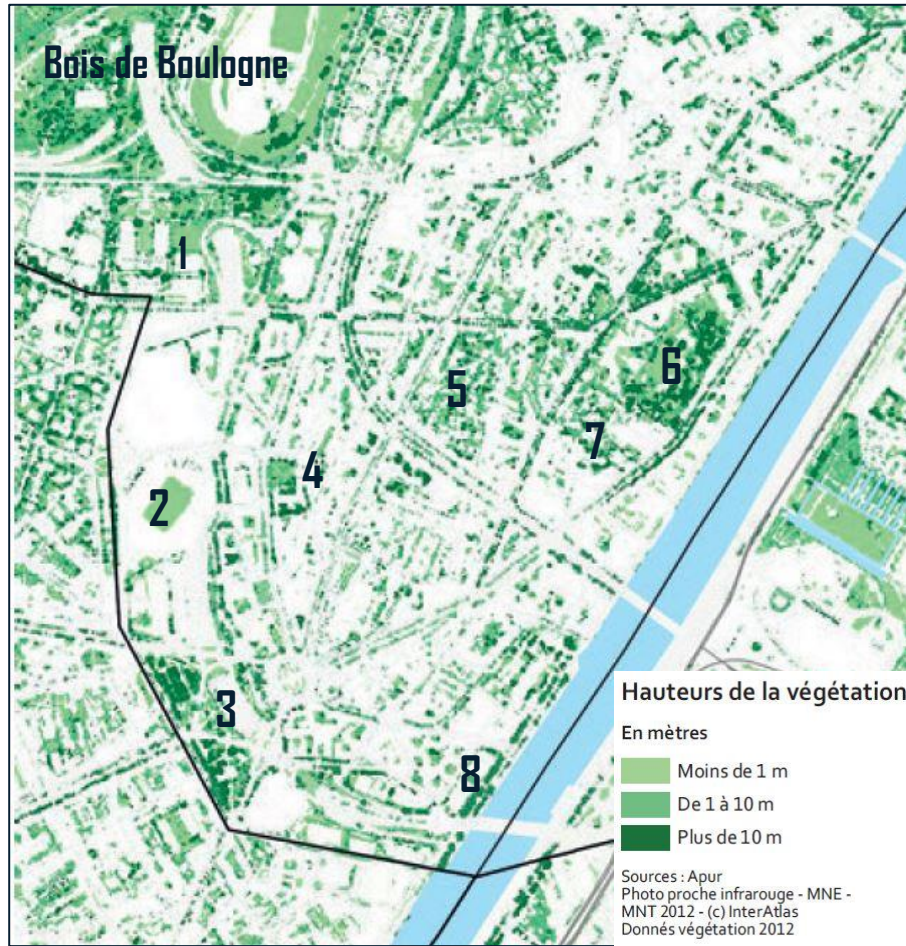 Bois de Boulogne
1
2
3
4
5
6
7
8
Hauteurs de la végétation
En mètres
Moins de 1 m
De 1 à 10 m
Plus de 10 m
Sources : Apur
Photo proche infrarouge - MNE -
MNT 2012 - (c) InterAtlas
Donnés végétation 2012